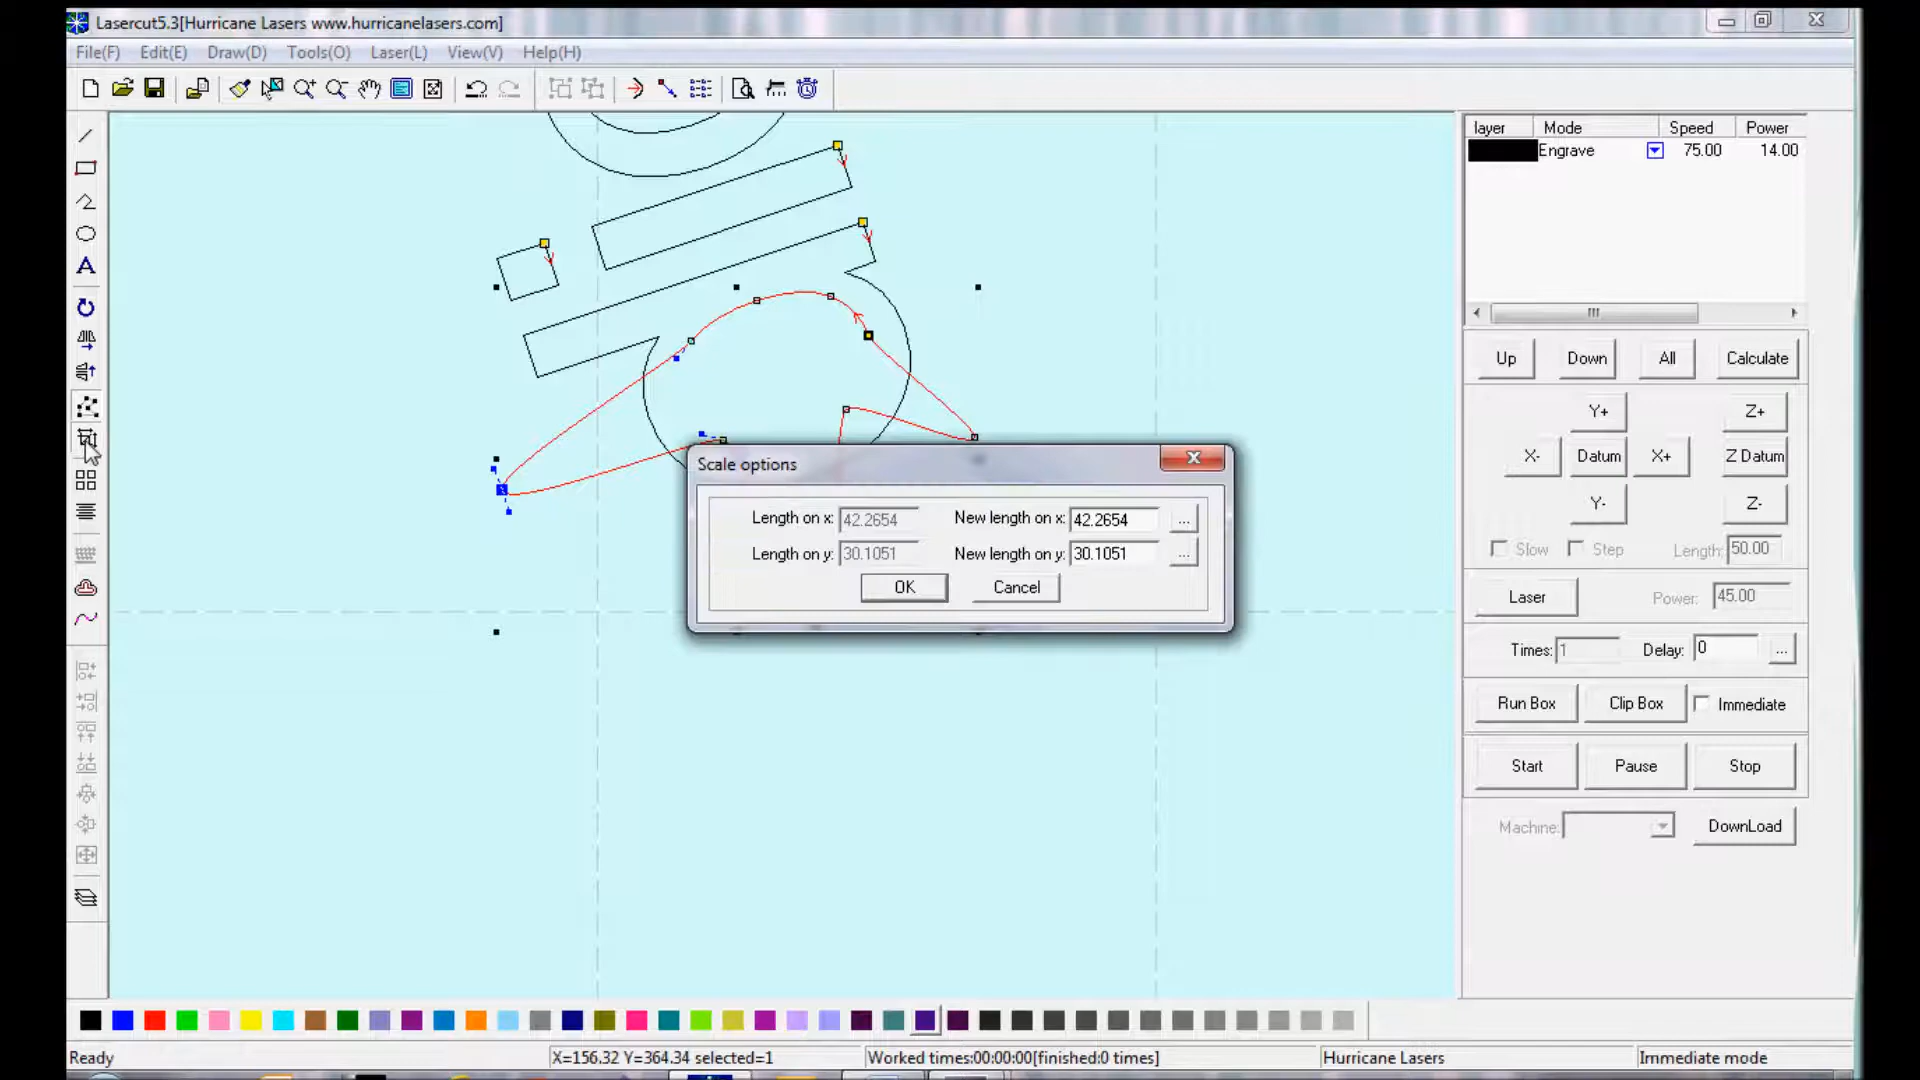 Lasercut5.3[Hurricane Lasers www.hurricanelasers.com]
File(F) Edit(E) Draw(D) Tools(O) Laser(L) View(V) Help(H)
layer Mode Speed Power
Engrave 75.00 14.00
Up Down All Calculate
Y+ Z+
X- Datum X+ Z Datum
Y- Z-
Slow Step Length: 50.00
Laser Power: 45.00
Times: 1 Delay: 0 ...
Run Box Clip Box Immediate
Start Pause Stop
Machine: DownLoad
Scale options
Length on x: 42.2654 New length on x: 42.2654 ...
Length on y: 30.1051 New length on y: 30.1051 ...
OK Cancel
Ready X=156.32 Y=364.34 selected=1 Worked times:00:00:00[finished:0 times] Hurricane Lasers Immediate mode